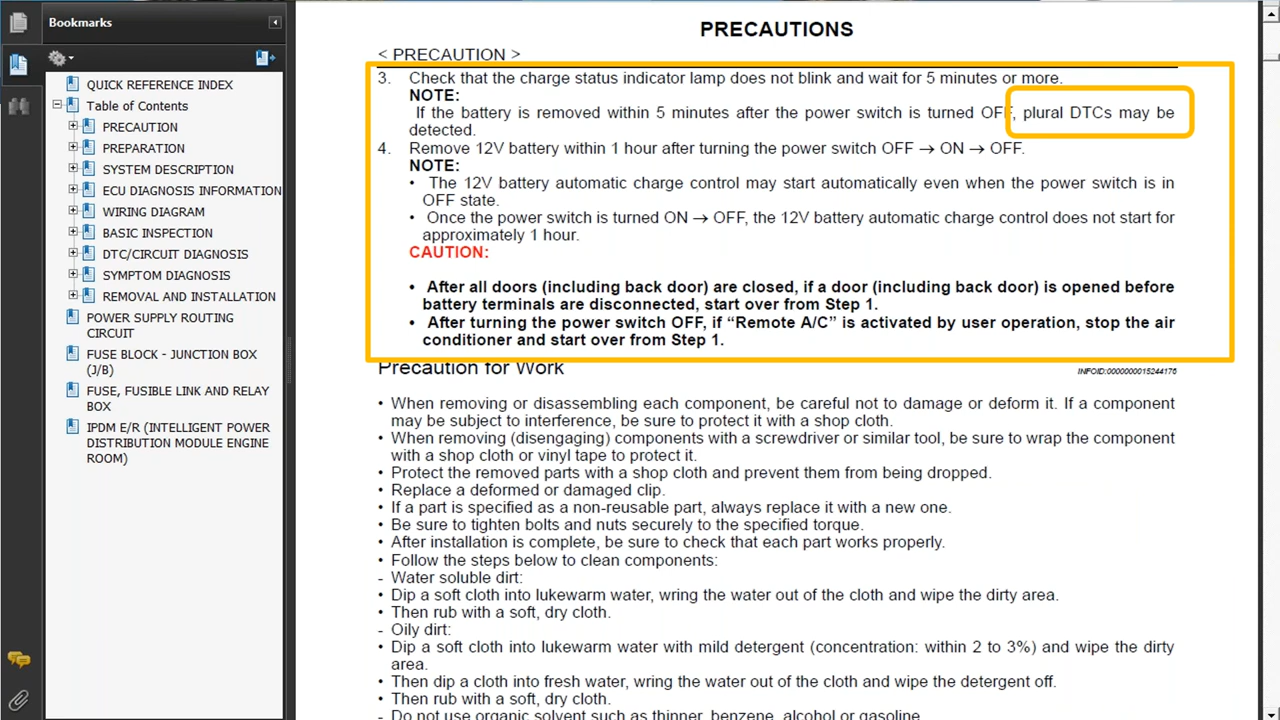 Bookmarks
QUICK REFERENCE INDEX
Table of Contents
PRECAUTION
PREPARATION
SYSTEM DESCRIPTION
ECU DIAGNOSIS INFORMATION
WIRING DIAGRAM
BASIC INSPECTION
DTC/CIRCUIT DIAGNOSIS
SYMPTOM DIAGNOSIS
REMOVAL AND INSTALLATION
POWER SUPPLY ROUTING
CIRCUIT
FUSE BLOCK - JUNCTION BOX
(J/B)
FUSE, FUSIBLE LINK AND RELAY
BOX
IPDM E/R (INTELLIGENT POWER
DISTRIBUTION MODULE ENGINE
ROOM)
PRECAUTIONS
< PRECAUTION >
3. Check that the charge status indicator lamp does not blink and wait for 5 minutes or more.
NOTE:
If the battery is removed within 5 minutes after the power switch is turned OFF, plural DTCs may be
detected.
4. Remove 12V battery within 1 hour after turning the power switch OFF → ON → OFF.
NOTE:
• The 12V battery automatic charge control may start automatically even when the power switch is in
OFF state.
• Once the power switch is turned ON → OFF, the 12V battery automatic charge control does not start for
approximately 1 hour.
CAUTION:
• After all doors (including back door) are closed, if a door (including back door) is opened before
battery terminals are disconnected, start over from Step 1.
• After turning the power switch OFF, if “Remote A/C” is activated by user operation, stop the air
conditioner and start over from Step 1.
Precaution for Work
INFOID:0000000015244176
• When removing or disassembling each component, be careful not to damage or deform it. If a component
may be subject to interference, be sure to protect it with a shop cloth.
• When removing (disengaging) components with a screwdriver or similar tool, be sure to wrap the component
with a shop cloth or vinyl tape to protect it.
• Protect the removed parts with a shop cloth and prevent them from being dropped.
• Replace a deformed or damaged clip.
• If a part is specified as a non-reusable part, always replace it with a new one.
• Be sure to tighten bolts and nuts securely to the specified torque.
• After installation is complete, be sure to check that each part works properly.
• Follow the steps below to clean components:
- Water soluble dirt:
• Dip a soft cloth into lukewarm water, wring the water out of the cloth and wipe the dirty area.
• Then rub with a soft, dry cloth.
- Oily dirt:
• Dip a soft cloth into lukewarm water with mild detergent (concentration: within 2 to 3%) and wipe the dirty
area.
• Then dip a cloth into fresh water, wring the water out of the cloth and wipe the detergent off.
• Then rub with a soft, dry cloth.
- Do not use organic solvent such as thinner, benzene, alcohol or gasoline.